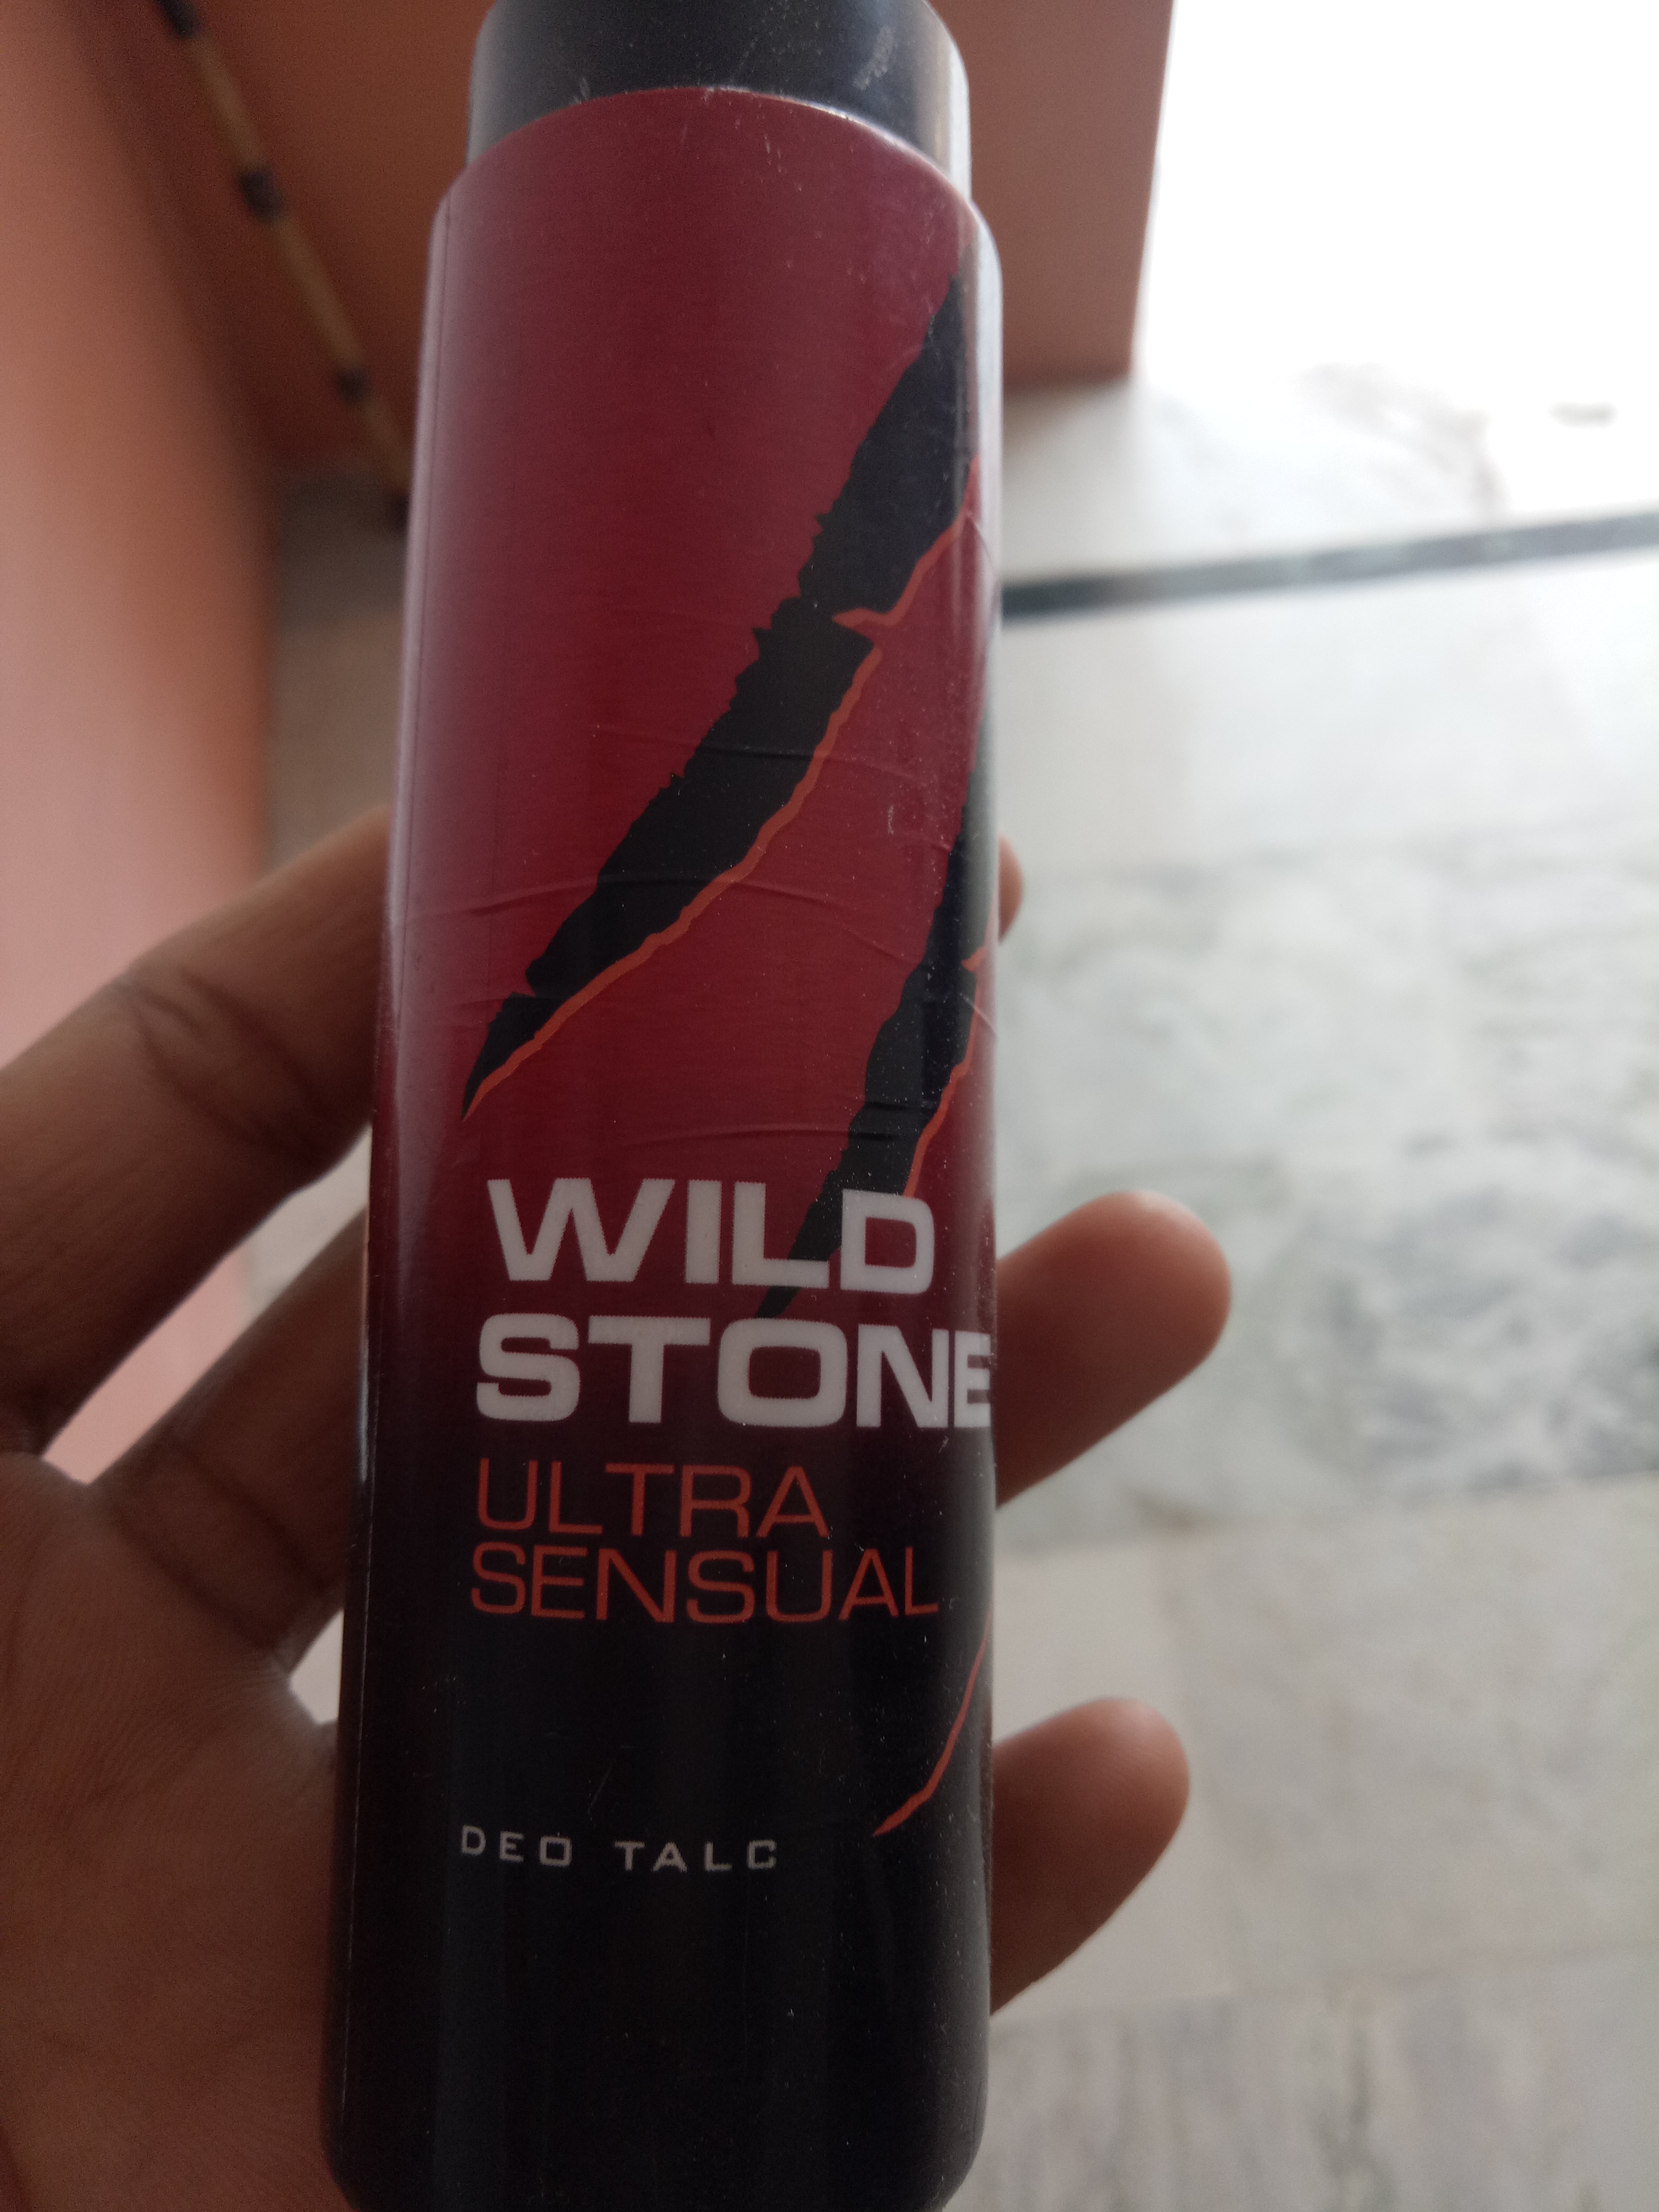 WILD
STONE
ULTRA
SENSUAL
DEO TALC